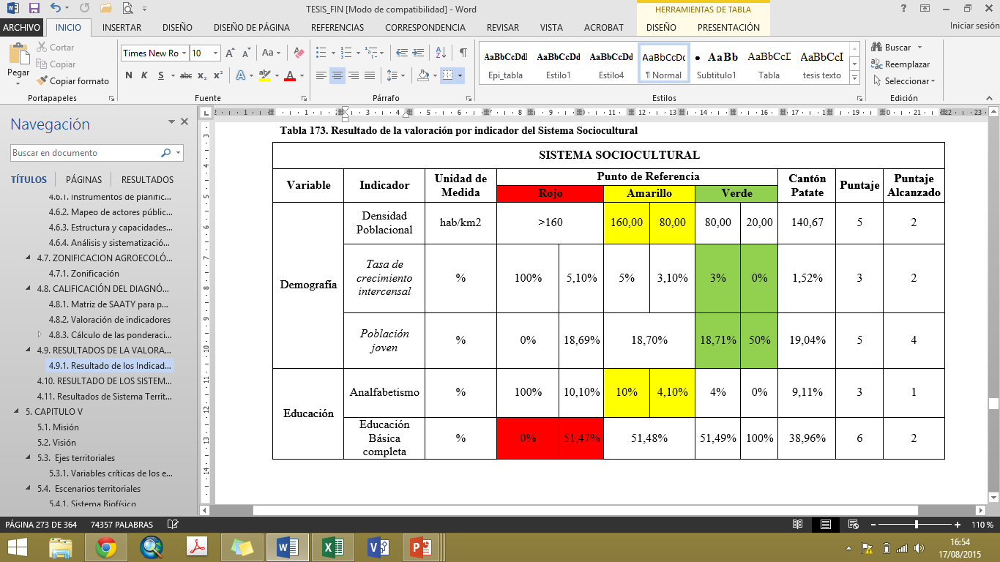 TESIS_FIN [Modo de compatibilidad] - Word
HERRAMIENTAS DE TABLA
?
ARCHIVO INICIO INSERTAR DISEÑO DISEÑO DE PÁGINA REFERENCIAS CORRESPONDENCIA REVISAR VISTA ACROBAT DISEÑO PRESENTACIÓN Iniciar sesión
Pegar
Cortar
Copiar
Copiar formato
Portapapeles
Times New Ro 10
N K S abc x₂ x²
Fuente
Párrafo
AaBbCcDd AaBbCcDd AaBbCcDd AaBbCcDc • AaBb AaBbCcD AaBbCcI
Epi_tabla Estilo1 Estilo4 ¶ Normal Subtitulo1 Tabla tesis texto
Estilos
Buscar
Reemplazar
Seleccionar
Edición
Navegación
Buscar en documento
TÍTULOS PÁGINAS RESULTADOS
4.6.1. Instrumentos de planific...
4.6.2. Mapeo de actores públic...
4.6.3. Estructura y capacidades...
4.6.4. Análisis y sistematizació...
4.7. ZONIFICACION AGROECOLÓ...
4.7.1. Zonificación
4.8. CALIFICACIÓN DEL DIAGNÓ...
4.8.1. Matriz de SAATY para p...
4.8.2. Valoración de indicadores
4.8.3. Cálculo de las ponderaci...
4.9. RESULTADOS DE LA VALORA...
4.9.1. Resultado de los Indicad...
4.10. RESULTADO DE LOS SISTEM...
4.11. Resultados de Sistema Territ...
5. CAPITULO V
5.1. Misión
5.2. Visión
5.3. Ejes territoriales
5.3.1. Variables críticas de los e...
5.4. Escenarios territoriales
5.4.1. Sistema Biofísico
Tabla 173. Resultado de la valoración por indicador del Sistema Sociocultural
SISTEMA SOCIOCULTURAL
Variable Indicador Unidad de Medida Punto de Referencia Cantón Patate Puntaje Puntaje Alcanzado
Rojo Amarillo Verde
Demografía
Densidad Poblacional hab/km2 >160 160,00 80,00 80,00 20,00 140,67 5 2
Tasa de crecimiento intercensal % 100% 5,10% 5% 3,10% 3% 0% 1,52% 3 2
Población joven % 0% 18,69% 18,70% 18,71% 50% 19,04% 5 4
Educación
Analfabetismo % 100% 10,10% 10% 4,10% 4% 0% 9,11% 3 1
Educación Básica completa % 0% 51,47% 51,48% 51,49% 100% 38,96% 6 2
PÁGINA 273 DE 364 74357 PALABRAS 110 %
16:54
17/08/2015